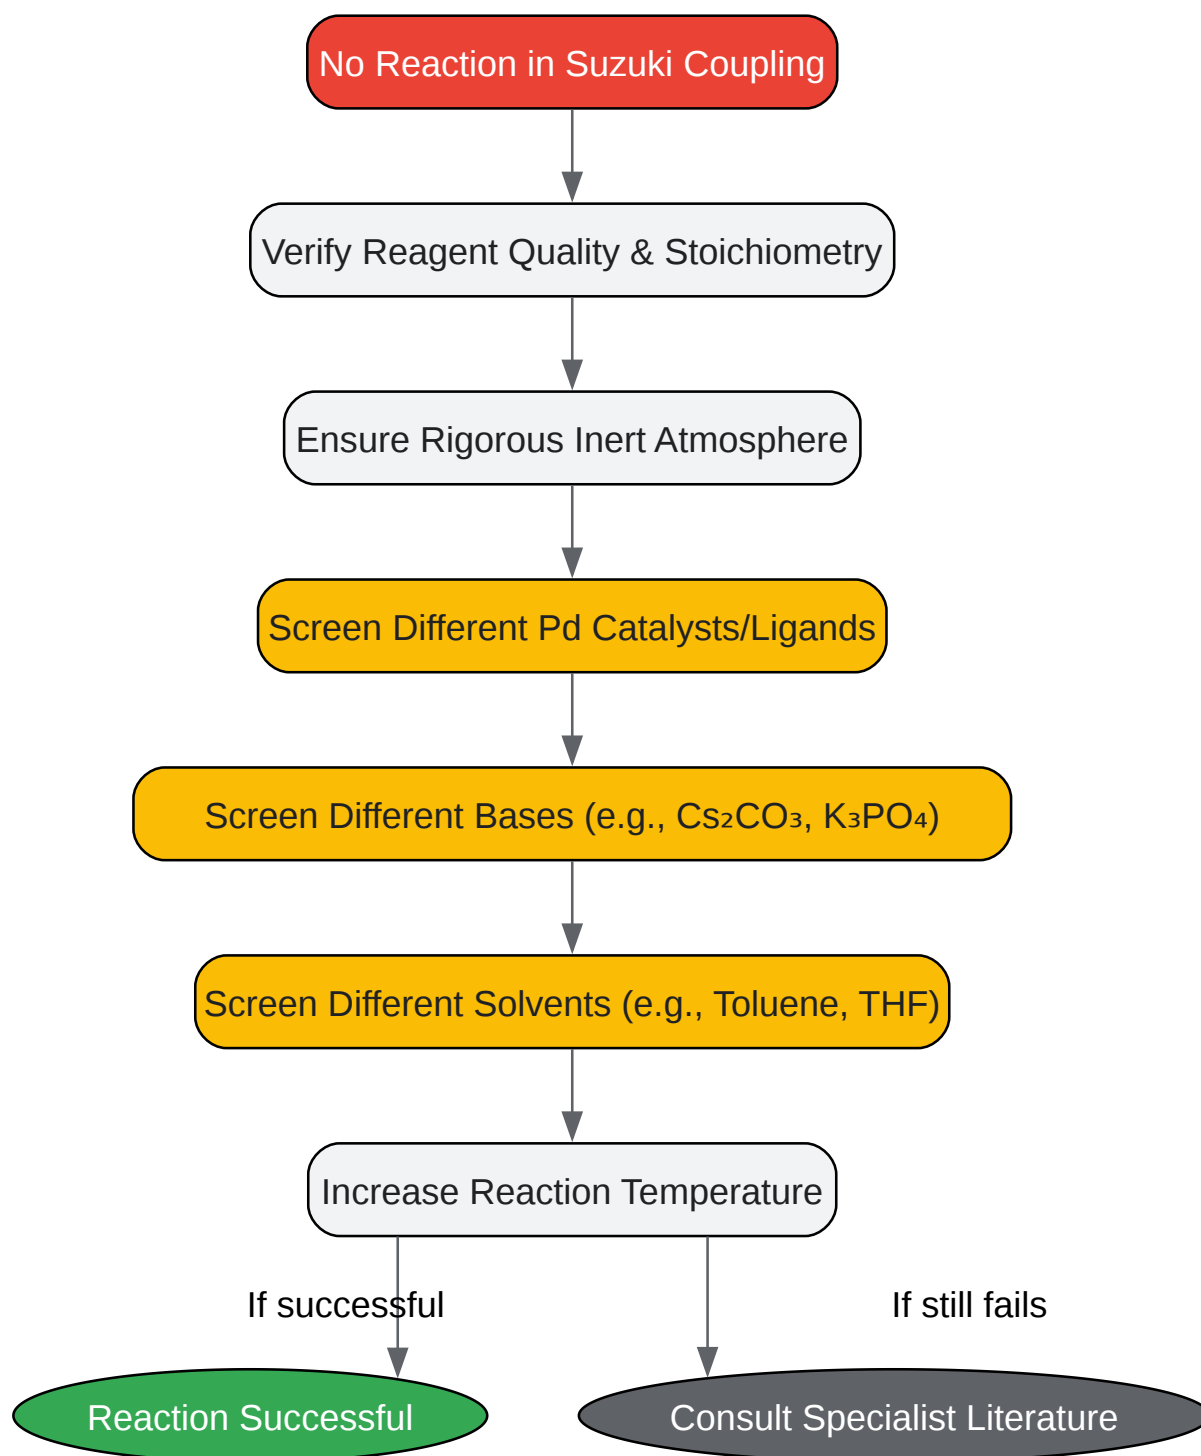 No Reaction in Suzuki Coupling
Verify Reagent Quality & Stoichiometry
Ensure Rigorous Inert Atmosphere
Screen Different Pd Catalysts/Ligands
Screen Different Bases (e.g., Cs₂CO₃, K₃PO₄)
Screen Different Solvents (e.g., Toluene, THF)
Increase Reaction Temperature
If successful
If still fails
Reaction Successful
Consult Specialist Literature